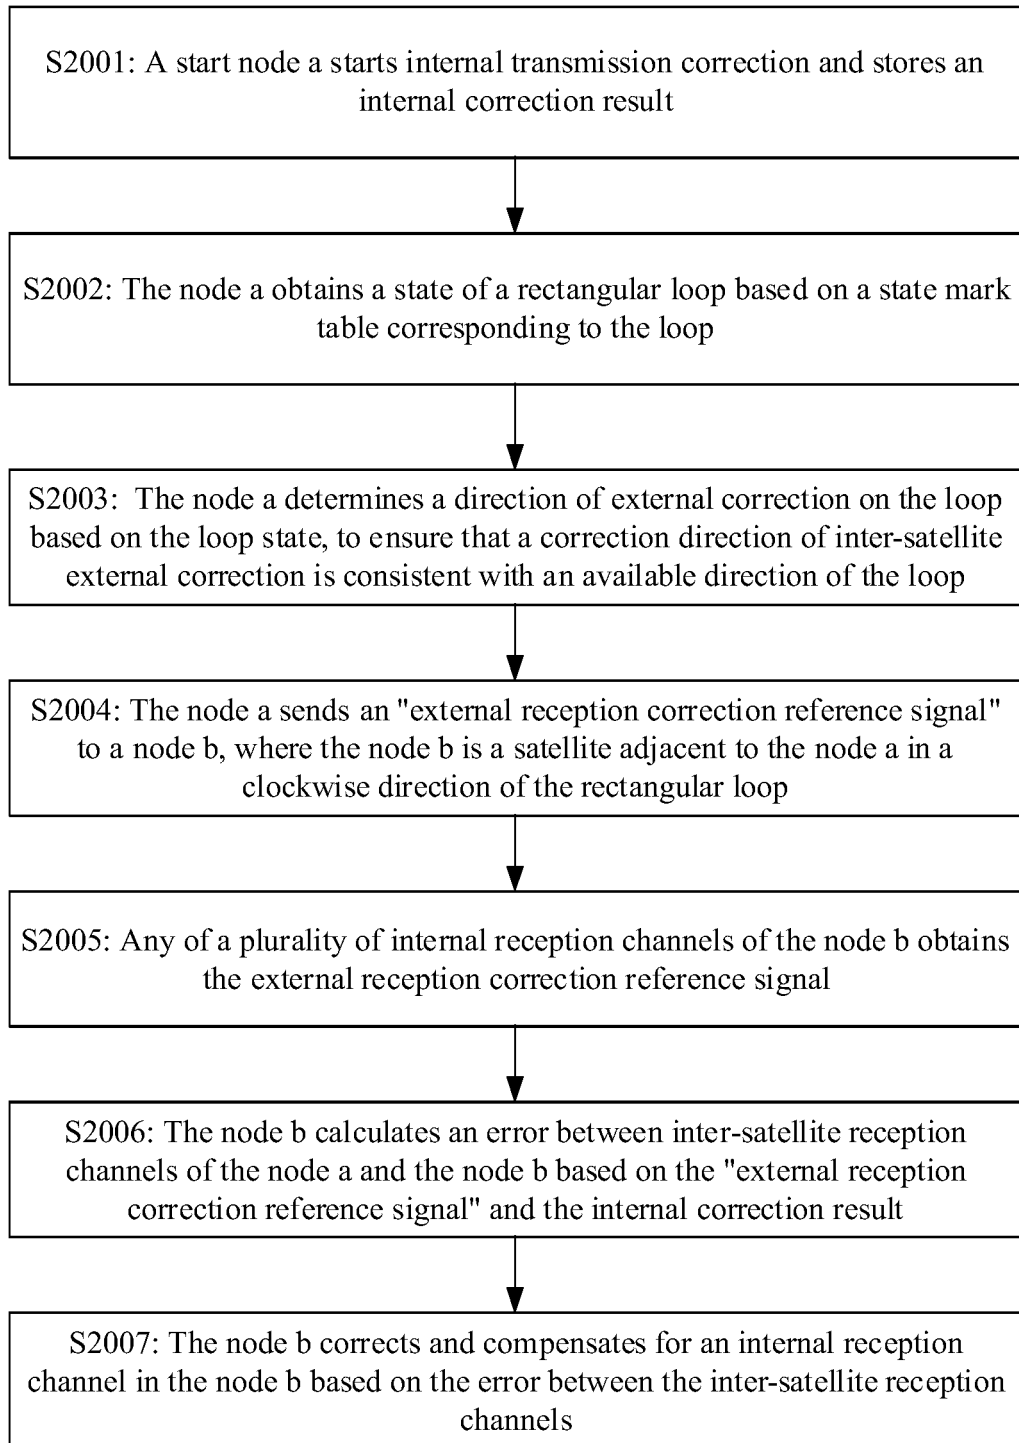 S2001: A start node a starts internal transmission correction and stores an
internal correction result
S2002: The node a obtains a state of a rectangular loop based on a state mark
table corresponding to the loop
S2003: The node a determines a direction of external correction on the loop
based on the loop state, to ensure that a correction direction of inter-satellite
external correction is consistent with an available direction of the loop
S2004: The node a sends an "external reception correction reference signal"
to a node b, where the node b is a satellite adjacent to the node a in a
clockwise direction of the rectangular loop
S2005: Any of a plurality of internal reception channels of the node b obtains
the external reception correction reference signal
S2006: The node b calculates an error between inter-satellite reception
channels of the node a and the node b based on the "external reception
correction reference signal" and the internal correction result
S2007: The node b corrects and compensates for an internal reception
channel in the node b based on the error between the inter-satellite reception
channels